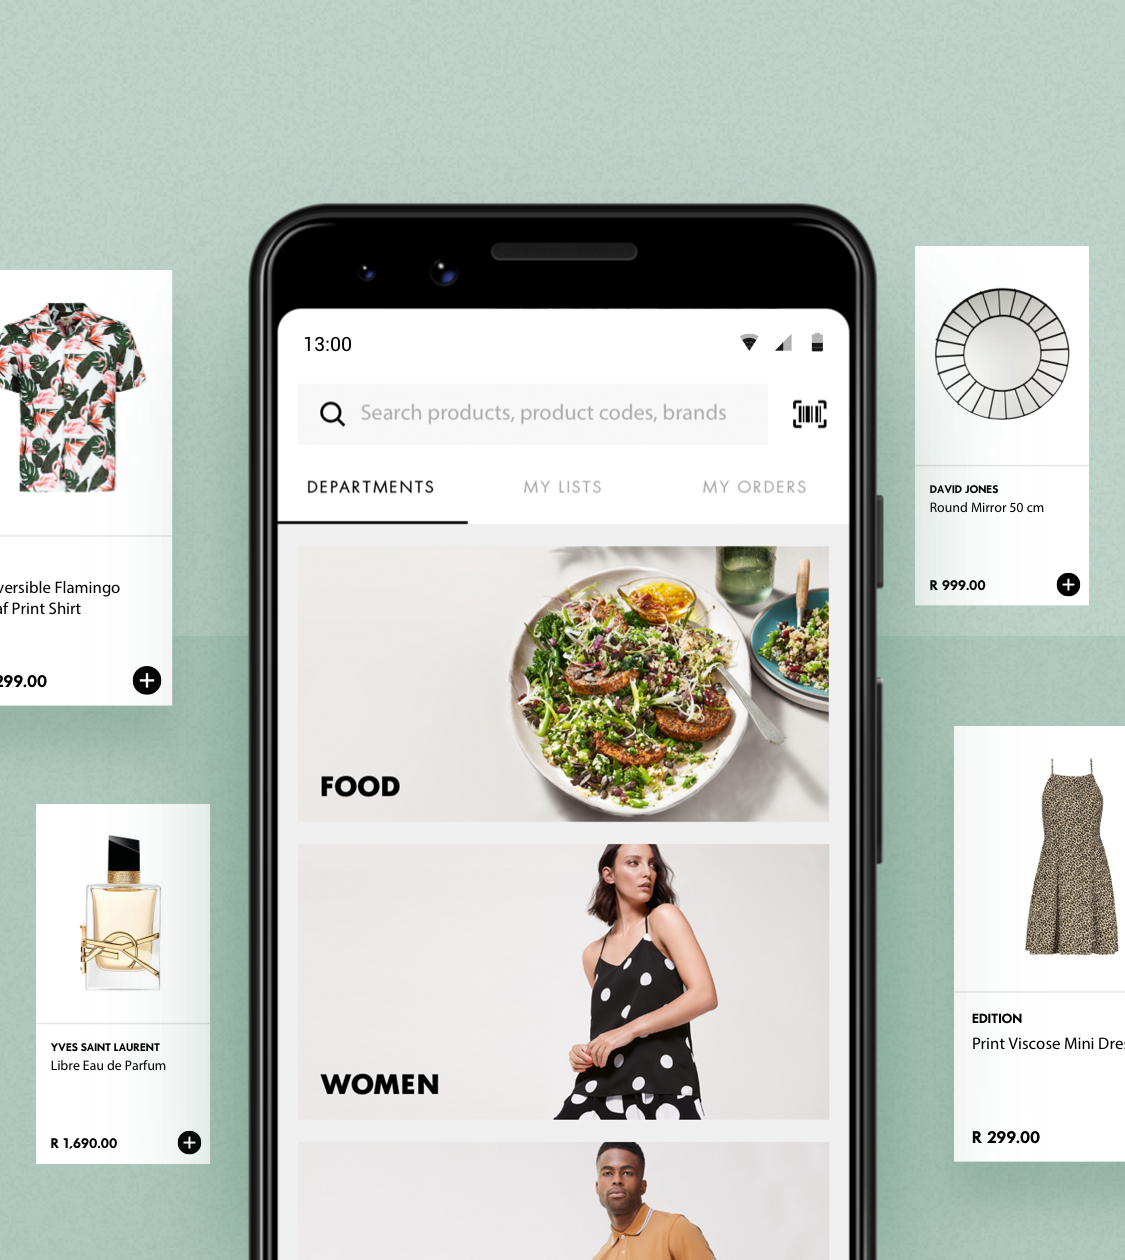 13:00
Search products, product codes, brands
DEPARTMENTS
MY LISTS
MY ORDERS
FOOD
WOMEN
versible Flamingo
af Print Shirt
299.00
YVES SAINT LAURENT
Libre Eau de Parfum
R 1,690.00
DAVID JONES
Round Mirror 50 cm
R 999.00
EDITION
Print Viscose Mini Dre
R 299.00